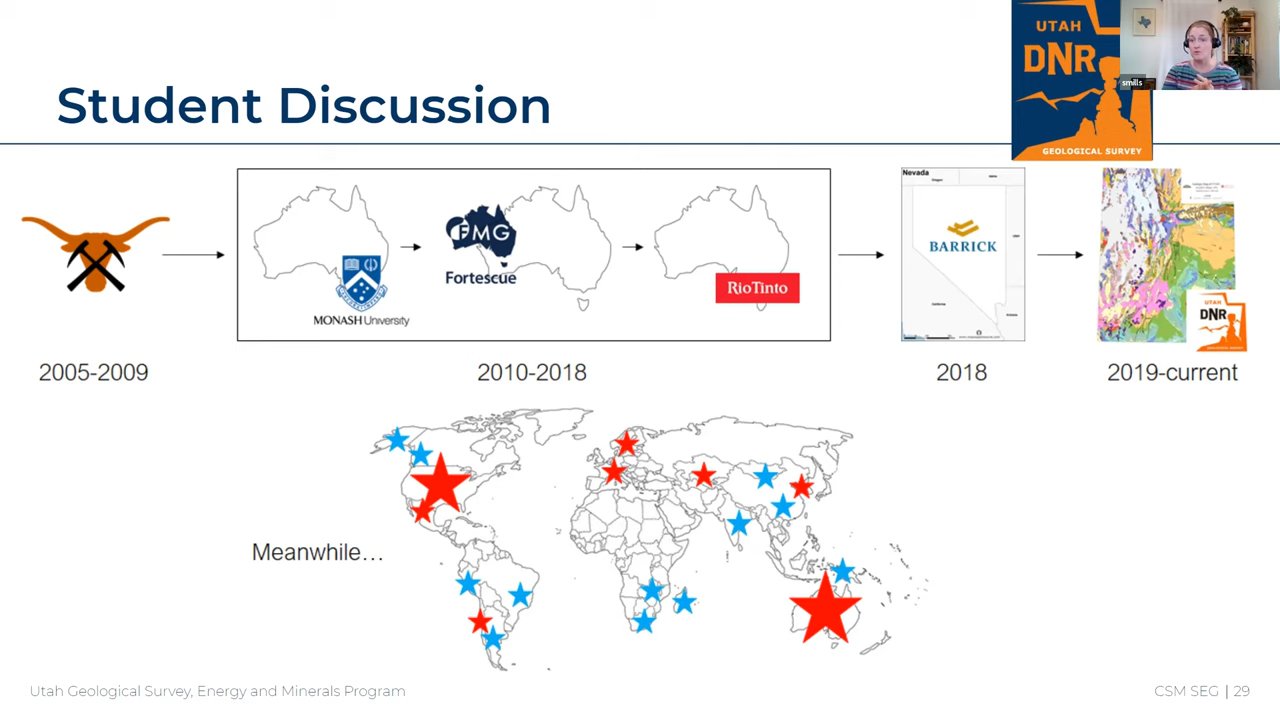 UTAH
DNR
GEOLOGICAL SURVEY
smills
Student Discussion
MONASH University
FMG
Fortescue
RioTinto
Nevada
BARRICK
UTAH
DNR
2005-2009
2010-2018
2018
2019-current
Meanwhile…
Utah Geological Survey, Energy and Minerals Program
CSM SEG | 29